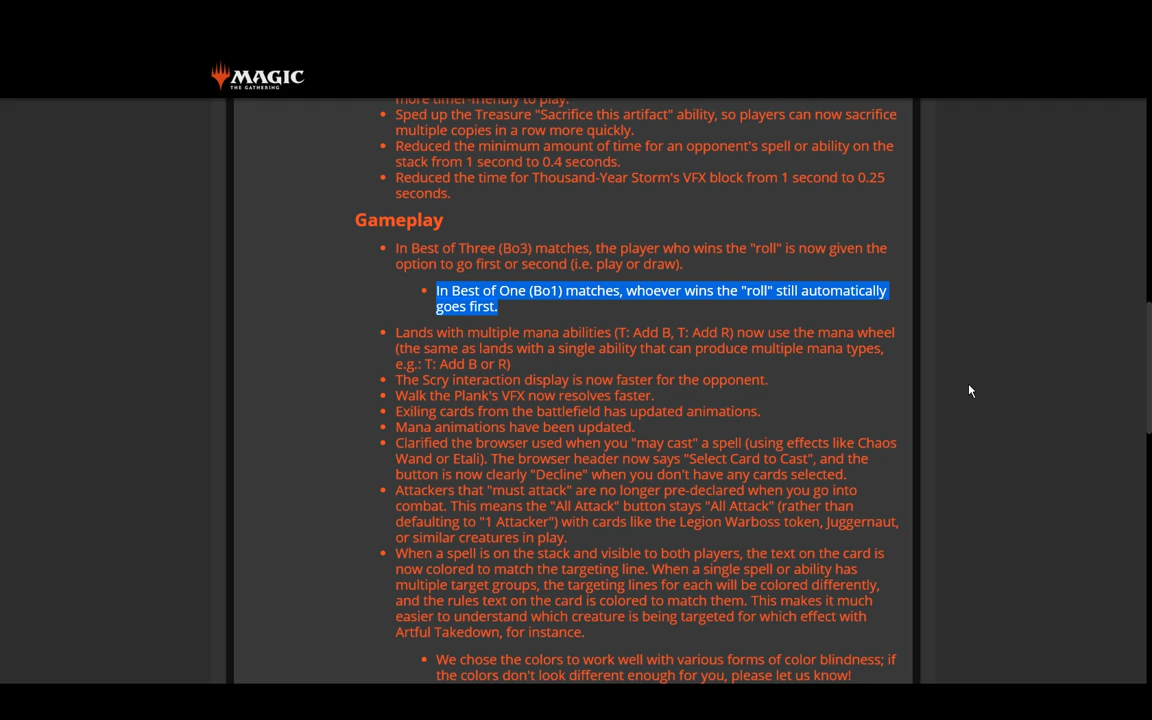 MAGIC
THE GATHERING
more timer-friendly to play.
• Sped up the Treasure "Sacrifice this artifact" ability, so players can now sacrifice
multiple copies in a row more quickly.
• Reduced the minimum amount of time for an opponent's spell or ability on the
stack from 1 second to 0.4 seconds.
• Reduced the time for Thousand-Year Storm's VFX block from 1 second to 0.25
seconds.
Gameplay
• In Best of Three (Bo3) matches, the player who wins the "roll" is now given the
option to go first or second (i.e. play or draw).
• In Best of One (Bo1) matches, whoever wins the "roll" still automatically
goes first.
• Lands with multiple mana abilities (T: Add B, T: Add R) now use the mana wheel
(the same as lands with a single ability that can produce multiple mana types,
e.g.: T: Add B or R)
• The Scry interaction display is now faster for the opponent.
• Walk the Plank's VFX now resolves faster.
• Exiling cards from the battlefield has updated animations.
• Mana animations have been updated.
• Clarified the browser used when you "may cast" a spell (using effects like Chaos
Wand or Etali). The browser header now says "Select Card to Cast", and the
button is now clearly "Decline" when you don't have any cards selected.
• Attackers that "must attack" are no longer pre-declared when you go into
combat. This means the "All Attack" button stays "All Attack" (rather than
defaulting to "1 Attacker") with cards like the Legion Warboss token, Juggernaut,
or similar creatures in play.
• When a spell is on the stack and visible to both players, the text on the card is
now colored to match the targeting line. When a single spell or ability has
multiple target groups, the targeting lines for each will be colored differently,
and the rules text on the card is colored to match them. This makes it much
easier to understand which creature is being targeted for which effect with
Artful Takedown, for instance.
• We chose the colors to work well with various forms of color blindness; if
the colors don't look different enough for you, please let us know!